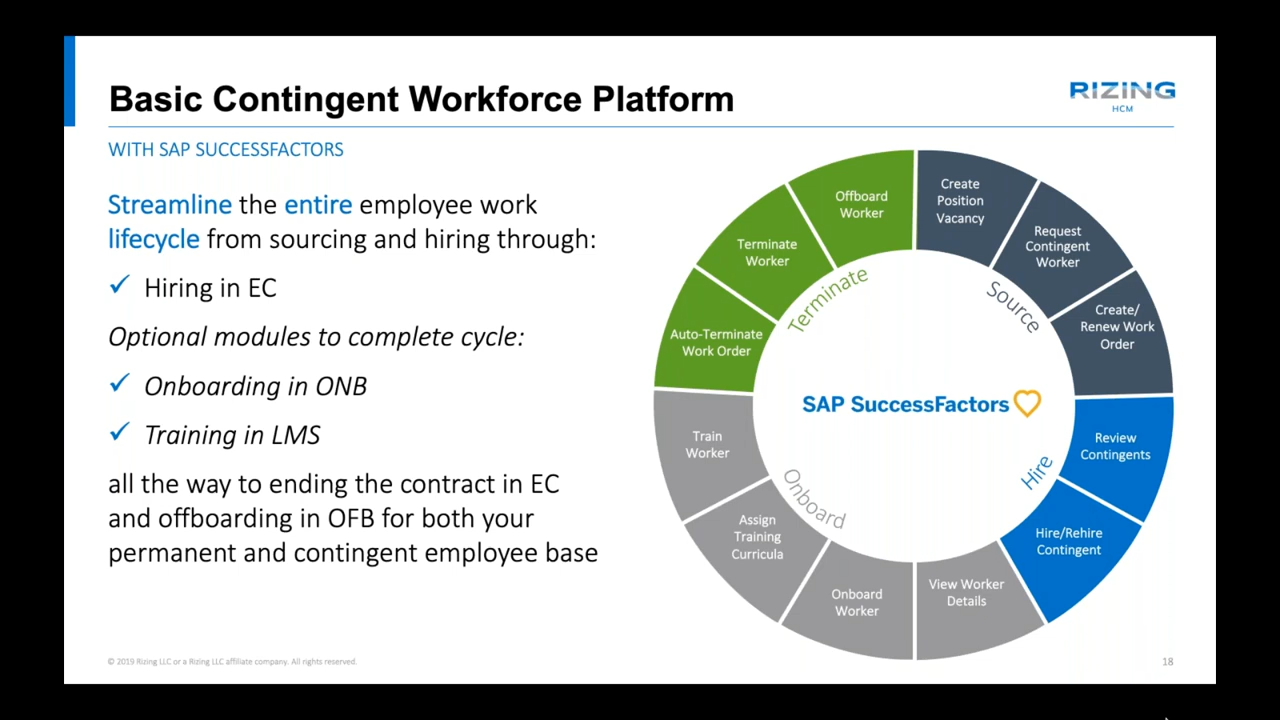 Basic Contingent Workforce Platform
RIZING
HCM
WITH SAP SUCCESSFACTORS
Streamline the entire employee work
lifecycle from sourcing and hiring through:
✓ Hiring in EC
Optional modules to complete cycle:
✓ Onboarding in ONB
✓ Training in LMS
all the way to ending the contract in EC
and offboarding in OFB for both your
permanent and contingent employee base
Create
Position
Vacancy
Request
Contingent
Worker
Create/
Renew Work
Order
Review
Contingents
Hire/Rehire
Contingent
View Worker
Details
Onboard
Worker
Assign
Training
Curricula
Train
Worker
Auto-Terminate
Work Order
Terminate
Worker
Offboard
Worker
Source
Hire
Onboard
Terminate
SAP SuccessFactors
© 2019 Rizing LLC or a Rizing LLC affiliate company. All rights reserved.
18